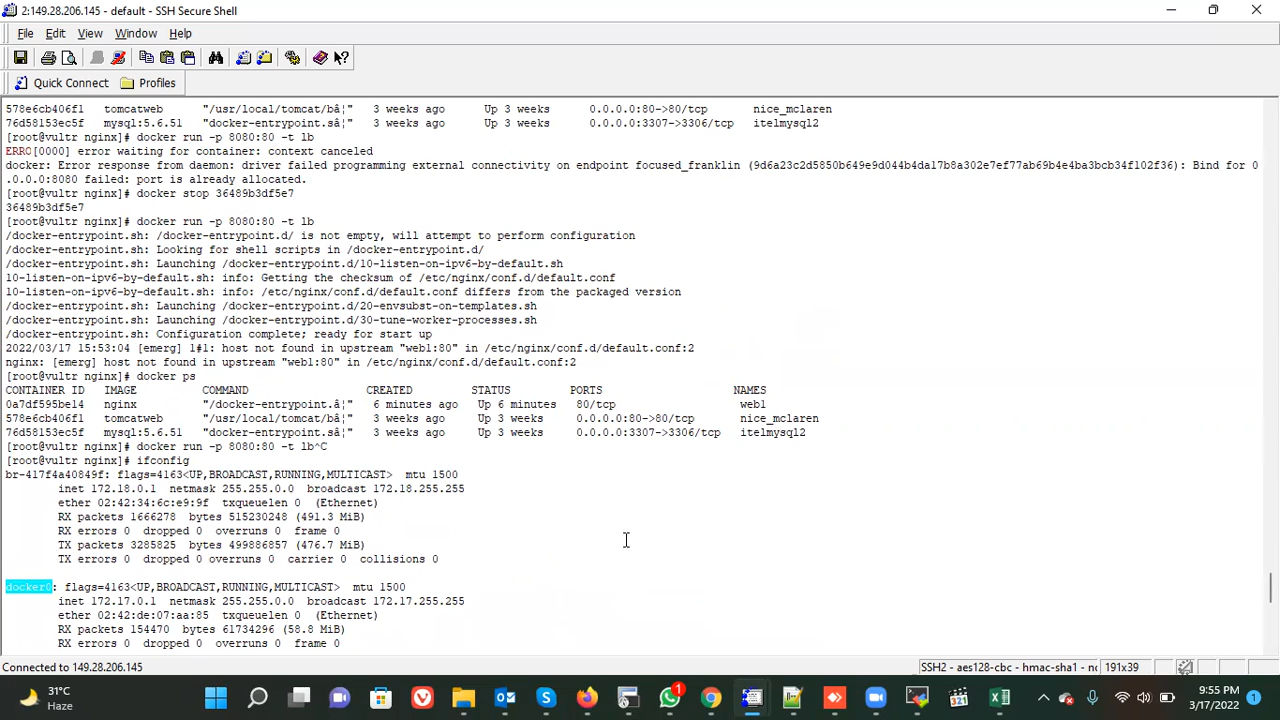 2:149.28.206.145 - default - SSH Secure Shell
File Edit View Window Help
Quick Connect Profiles
578e6cb406f1 tomcatweb "/usr/local/tomcat/bâ¦" 3 weeks ago Up 3 weeks 0.0.0.0:80->80/tcp nice_mclaren
76d58153ec5f mysql:5.6.51 "docker-entrypoint.sâ¦" 3 weeks ago Up 3 weeks 0.0.0.0:3307->3306/tcp itelmysql2
[root@vultr nginx]# docker run -p 8080:80 -t lb
ERRO[0000] error waiting for container: context canceled
docker: Error response from daemon: driver failed programming external connectivity on endpoint focused_franklin (9d6a23c2d5850b649e9d044b4da17b8a302e7ef77ab69b4e4ba3bcb34f102f36): Bind for 0
.0.0.0:8080 failed: port is already allocated.
[root@vultr nginx]# docker stop 36489b3df5e7
36489b3df5e7
[root@vultr nginx]# docker run -p 8080:80 -t lb
/docker-entrypoint.sh: /docker-entrypoint.d/ is not empty, will attempt to perform configuration
/docker-entrypoint.sh: Looking for shell scripts in /docker-entrypoint.d/
/docker-entrypoint.sh: Launching /docker-entrypoint.d/10-listen-on-ipv6-by-default.sh
10-listen-on-ipv6-by-default.sh: info: Getting the checksum of /etc/nginx/conf.d/default.conf
10-listen-on-ipv6-by-default.sh: info: /etc/nginx/conf.d/default.conf differs from the packaged version
/docker-entrypoint.sh: Launching /docker-entrypoint.d/20-envsubst-on-templates.sh
/docker-entrypoint.sh: Launching /docker-entrypoint.d/30-tune-worker-processes.sh
/docker-entrypoint.sh: Configuration complete; ready for start up
2022/03/17 15:53:04 [emerg] 1#1: host not found in upstream "web1:80" in /etc/nginx/conf.d/default.conf:2
nginx: [emerg] host not found in upstream "web1:80" in /etc/nginx/conf.d/default.conf:2
[root@vultr nginx]# docker ps
CONTAINER ID IMAGE COMMAND CREATED STATUS PORTS NAMES
0a7df595be14 nginx "/docker-entrypoint.â¦" 6 minutes ago Up 6 minutes 80/tcp web1
578e6cb406f1 tomcatweb "/usr/local/tomcat/bâ¦" 3 weeks ago Up 3 weeks 0.0.0.0:80->80/tcp nice_mclaren
76d58153ec5f mysql:5.6.51 "docker-entrypoint.sâ¦" 3 weeks ago Up 3 weeks 0.0.0.0:3307->3306/tcp itelmysql2
[root@vultr nginx]# docker run -p 8080:80 -t lb^C
[root@vultr nginx]# ifconfig
br-417f4a40849f: flags=4163<UP,BROADCAST,RUNNING,MULTICAST> mtu 1500
inet 172.18.0.1 netmask 255.255.0.0 broadcast 172.18.255.255
ether 02:42:34:6c:e9:9f txqueuelen 0 (Ethernet)
RX packets 1666278 bytes 515230248 (491.3 MiB)
RX errors 0 dropped 0 overruns 0 frame 0
TX packets 3285825 bytes 499886857 (476.7 MiB)
TX errors 0 dropped 0 overruns 0 carrier 0 collisions 0
docker0: flags=4163<UP,BROADCAST,RUNNING,MULTICAST> mtu 1500
inet 172.17.0.1 netmask 255.255.0.0 broadcast 172.17.255.255
ether 02:42:de:07:aa:85 txqueuelen 0 (Ethernet)
RX packets 154470 bytes 61734296 (58.8 MiB)
RX errors 0 dropped 0 overruns 0 frame 0
Connected to 149.28.206.145 SSH2 - aes128-cbc - hmac-sha1 - nc 191x39
31°C
Haze
1
321
9:55 PM
3/17/2022
1